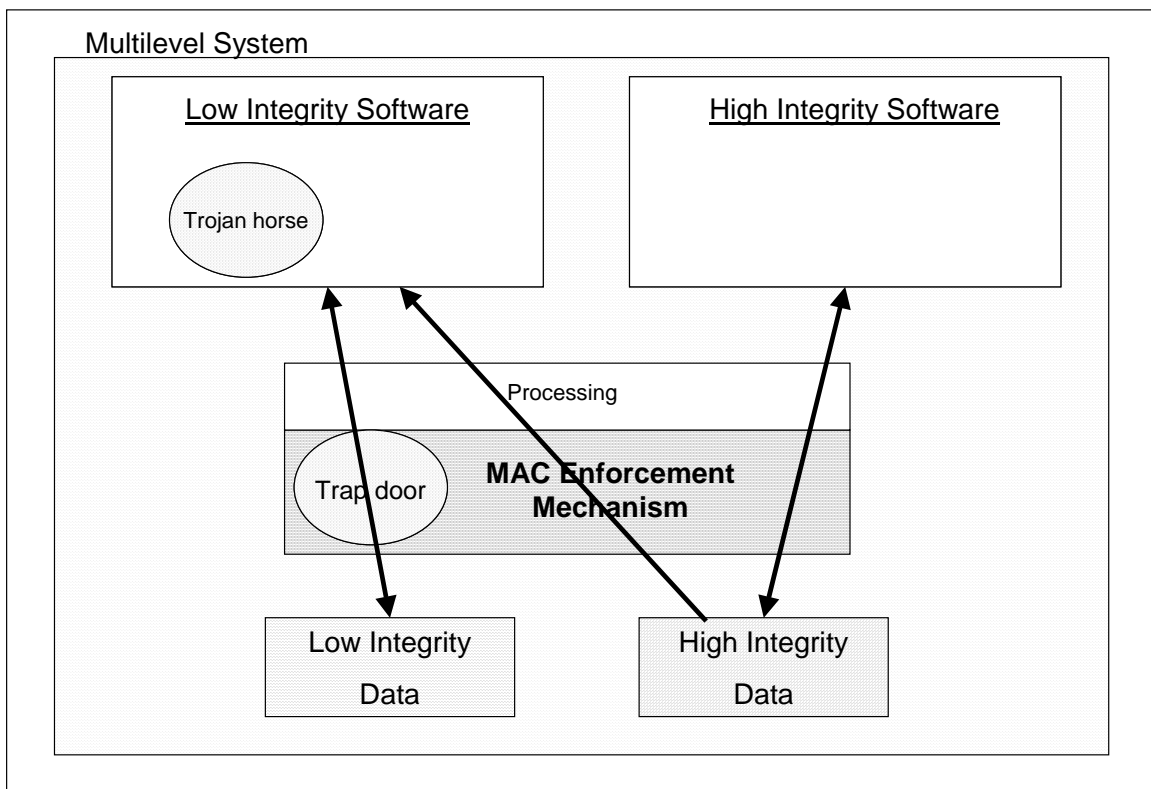 Multilevel System
Low Integrity Software
High Integrity Software
Trojan horse
Processing
Trap door
MAC Enforcement
Mechanism
Low Integrity
Data
High Integrity
Data